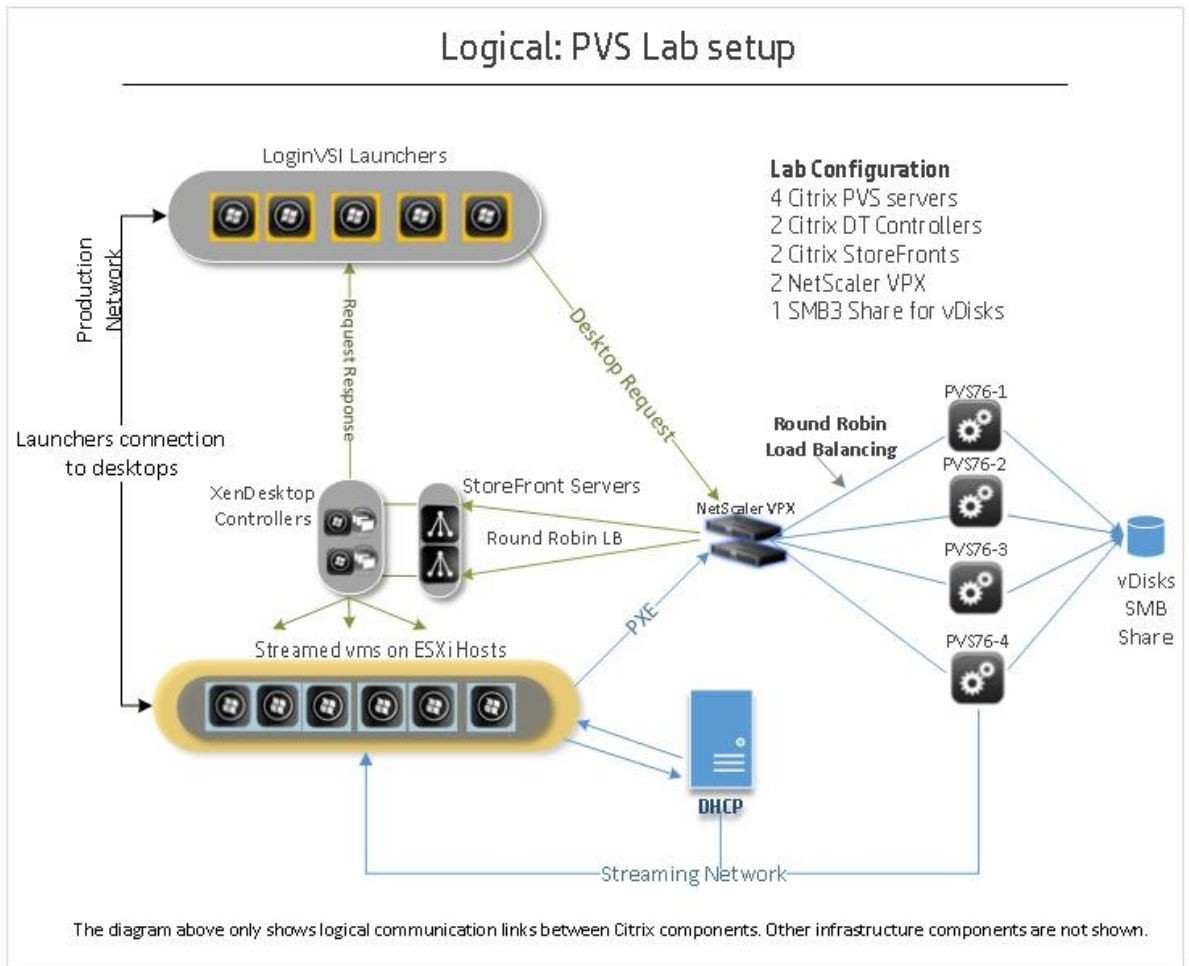 Logical: PVS Lab setup
LoginVSI Launchers
Lab Configuration
4 Citrix PVS servers
2 Citrix DT Controllers
2 Citrix StoreFronts
2 NetScaler VPX
1 SMB3 Share for vDisks
Production
Network
Request Response
Desktop Request
Launchers connection
to desktops
XenDesktop
Controllers
StoreFront Servers
Round Robin LB
NetScaler VPX
Round Robin
Load Balancing
PVS76-1
PVS76-2
PVS76-3
PVS76-4
vDisks
SMB
Share
PXE
Streamed vms on ESXi Hosts
DHCP
Streaming Network
The diagram above only shows logical communication links between Citrix components. Other infrastructure components are not shown.